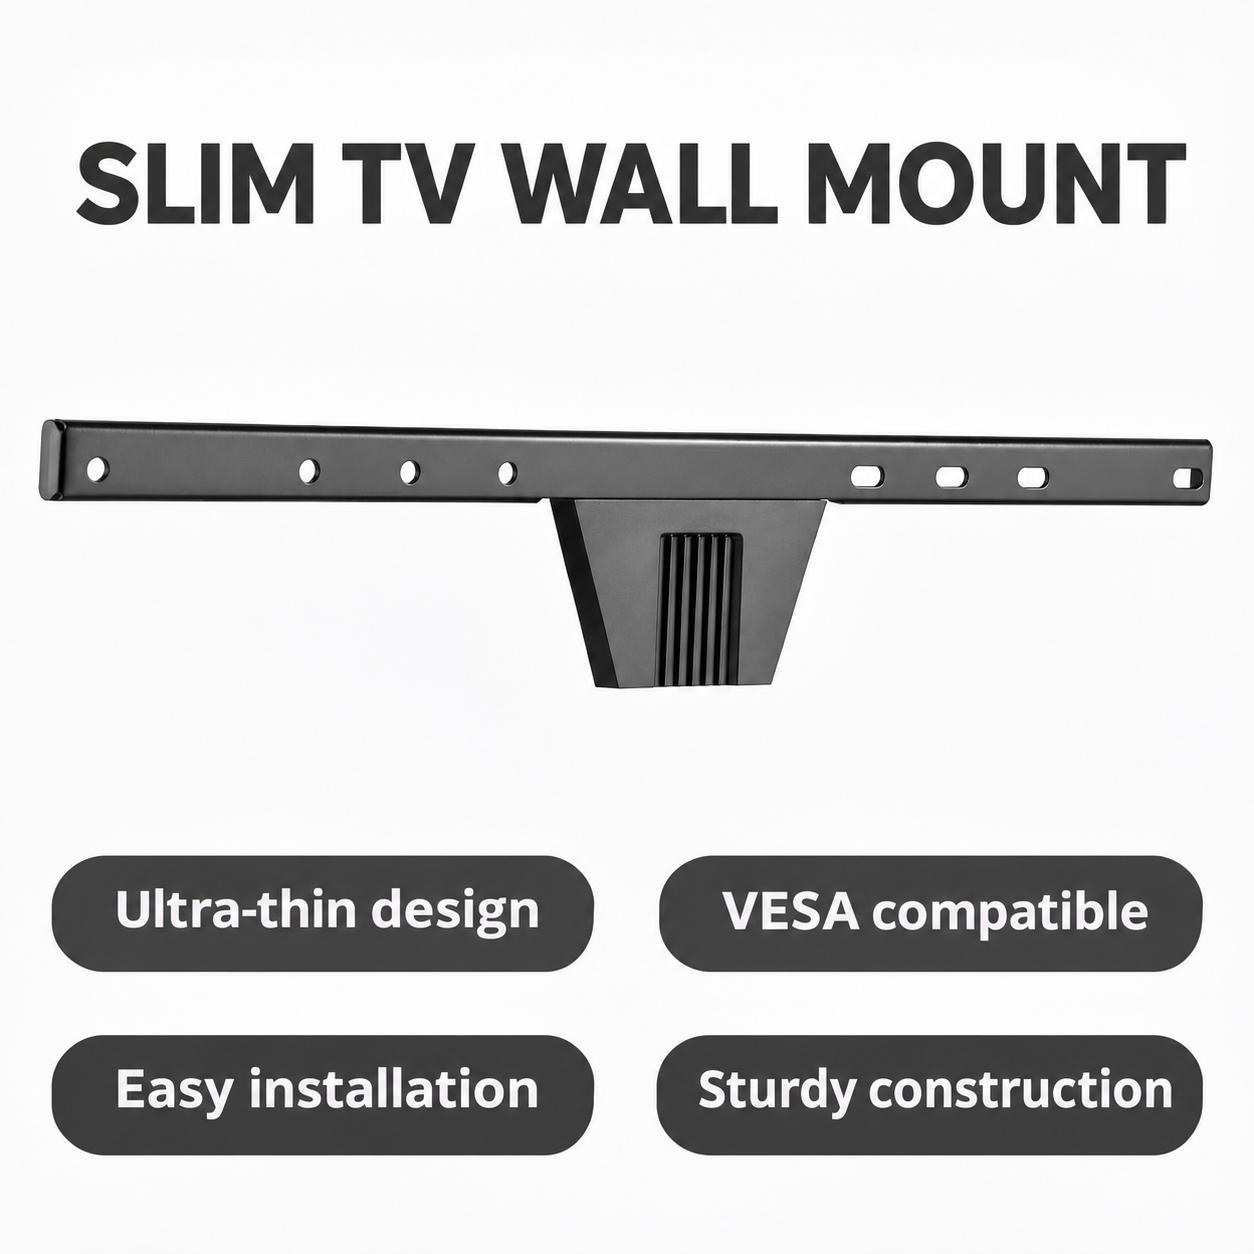 SLIM TV WALL MOUNT
Ultra-thin design
VESA compatible
Easy installation
Sturdy construction